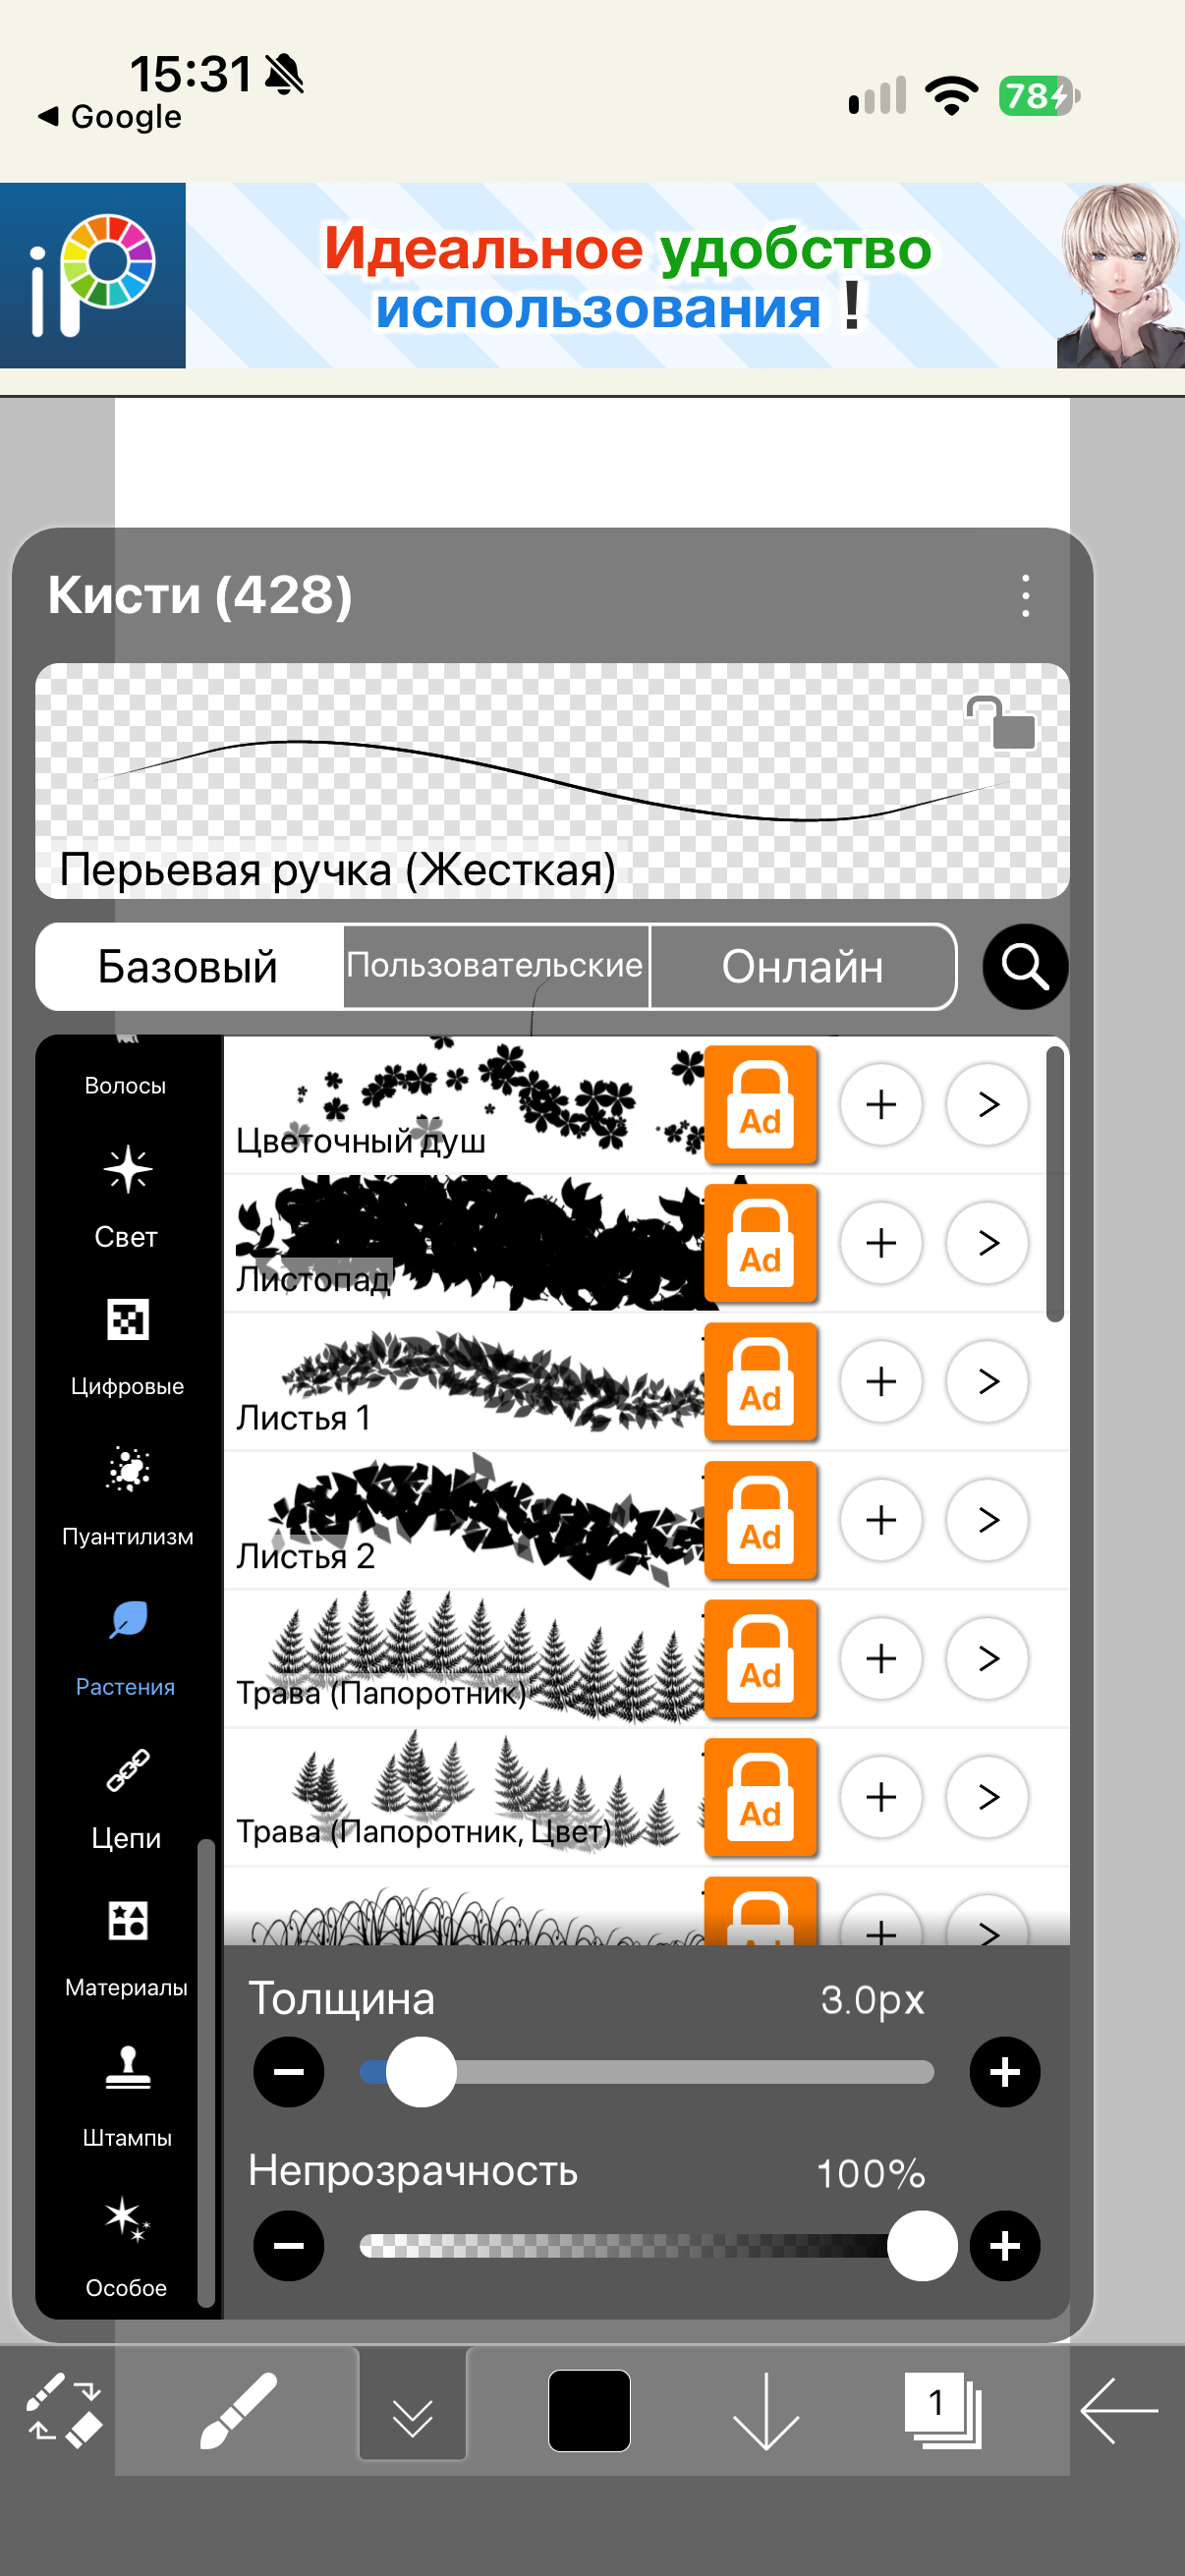 15:31
Google
78
iP
Идеальное удобство
использования !
Кисти (428)
Перьевая ручка (Жесткая)
Базовый
Пользовательские
Онлайн
Волосы
Свет
Цифровые
Пуантилизм
Растения
Цепи
Материалы
Штампы
Особое
Цветочный душ
Ad
Листопад
Ad
Листья 1
Ad
Листья 2
Ad
Трава (Папоротник)
Ad
Трава (Папоротник, Цвет)
Ad
Толщина
3.0px
Непрозрачность
100%
1